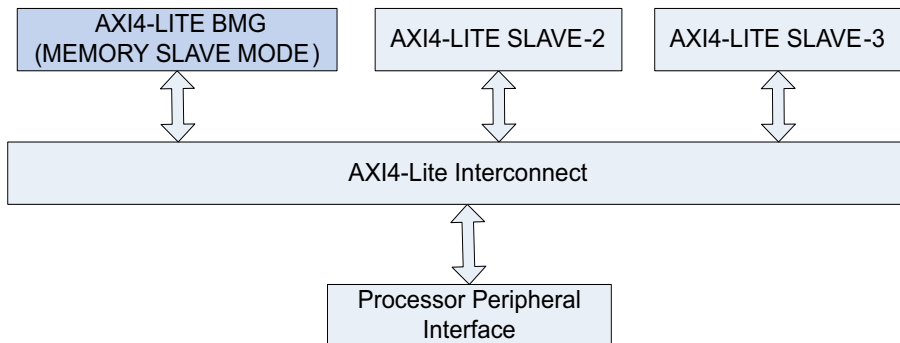 AXI4-LITE BMG
(MEMORY SLAVE MODE)
AXI4-LITE SLAVE-2
AXI4-LITE SLAVE-3
AXI4-Lite Interconnect
Processor Peripheral
Interface